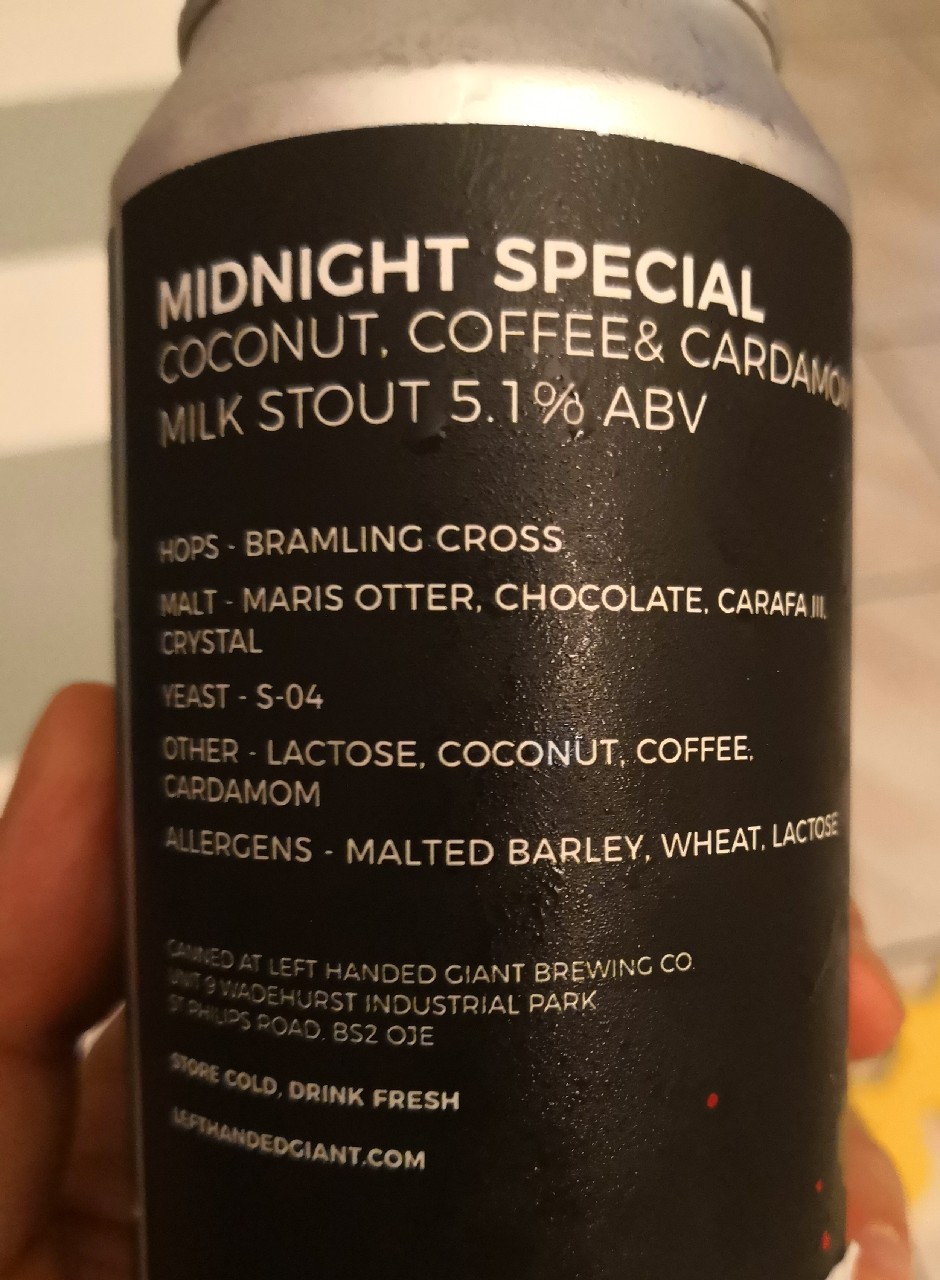 MIDNIGHT SPECIAL
COCONUT, COFFEE& CARDAMOM
MILK STOUT 5.1% ABV
HOPS - BRAMLING CROSS
MALT - MARIS OTTER, CHOCOLATE, CARAFA III,
CRYSTAL
YEAST - S-04
OTHER - LACTOSE, COCONUT, COFFEE,
CARDAMOM
ALLERGENS - MALTED BARLEY, WHEAT, LACTOSE
CANNED AT LEFT HANDED GIANT BREWING CO.
UNIT 9 WADEHURST INDUSTRIAL PARK
ST PHILIPS ROAD, BS2 OJE
STORE COLD, DRINK FRESH
LEFTHANDEDGIANT.COM